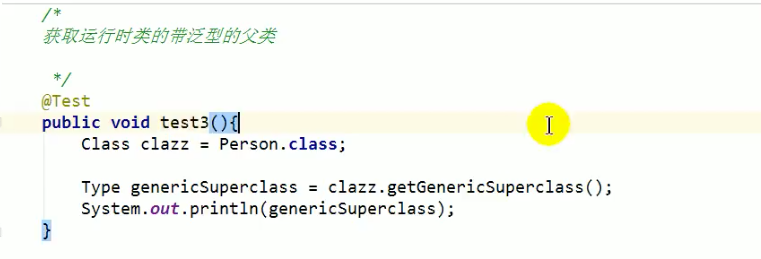 /*
获取运行时类的带泛型的父类
*/
@Test
public void test3(){
Class clazz = Person.class;
Type genericSuperclass = clazz.getGenericSuperclass();
System.out.println(genericSuperclass);
}